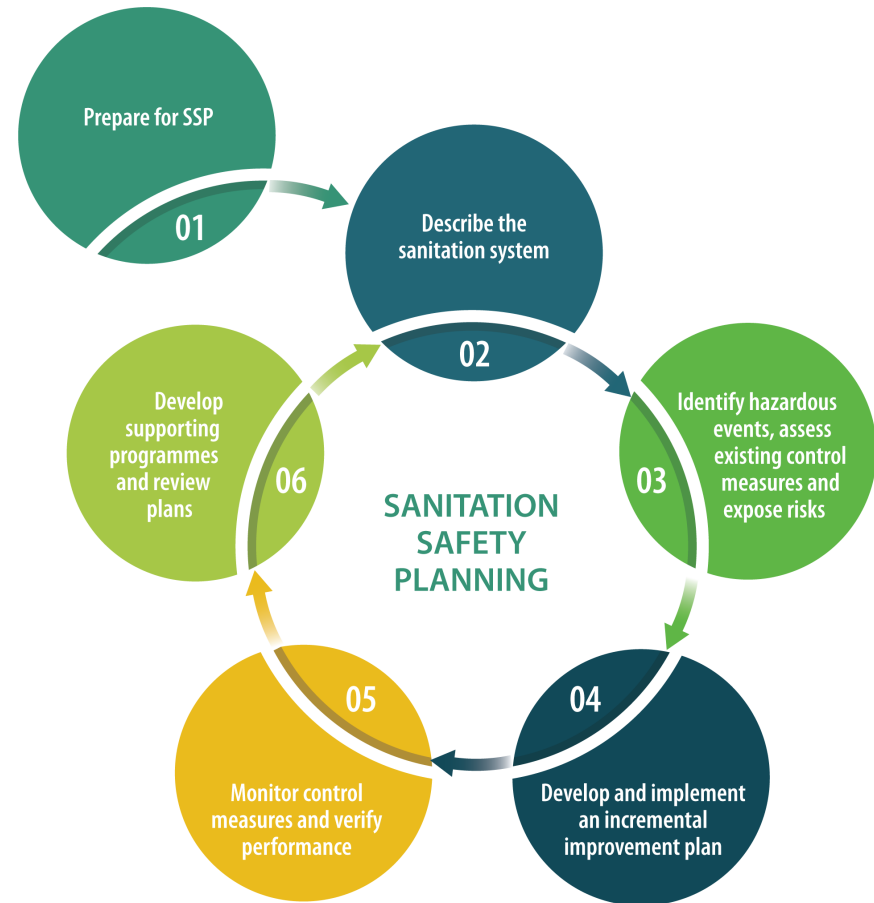 Prepare for SSP
01
Describe the
sanitation system
02
Identify hazardous
events, assess
existing control
measures and
expose risks
03
04
Develop and implement
an incremental
improvement plan
05
Monitor control
measures and verify
performance
Develop
supporting
programmes
and review
plans
06
SANITATION
SAFETY
PLANNING